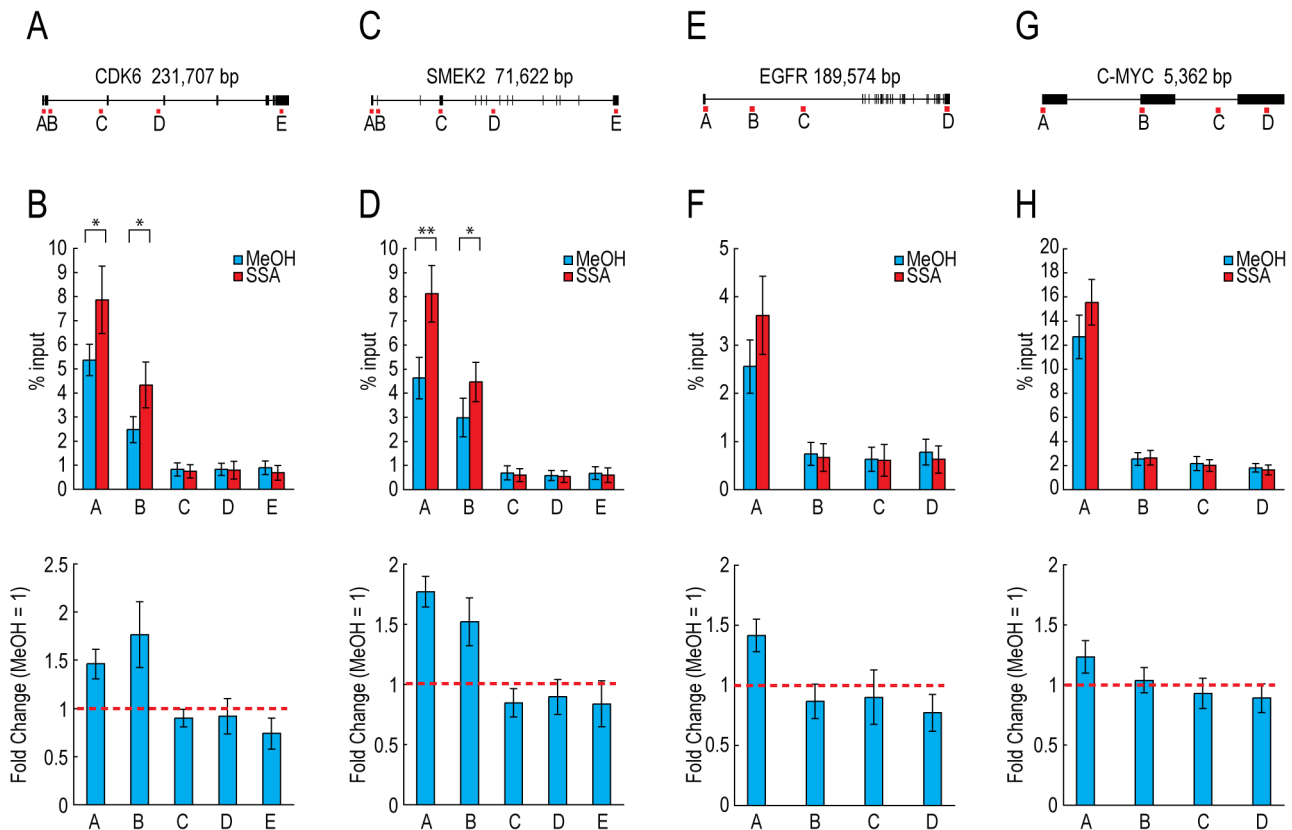 A
CDK6 231,707 bp
A B C D E
C
SMEK2 71,622 bp
A B C D E
E
EGFR 189,574 bp
A B C D
G
C-MYC 5,362 bp
A B C D
B
* *
MeOH
SSA
% input
10
9
8
7
6
5
4
3
2
1
0
A B C D E
Fold Change (MeOH = 1)
2.5
2
1.5
1
0.5
0
A B C D E
D
** *
MeOH
SSA
% input
10
9
8
7
6
5
4
3
2
1
0
A B C D E
Fold Change (MeOH = 1)
2
1.5
1
0.5
0
A B C D E
F
MeOH
SSA
% input
5
4
3
2
1
0
A B C D
Fold Change (MeOH = 1)
2
1.5
1
0.5
0
A B C D
H
MeOH
SSA
% input
20
18
16
14
12
10
8
6
4
2
0
A B C D
Fold Change (MeOH = 1)
2
1.5
1
0.5
0
A B C D